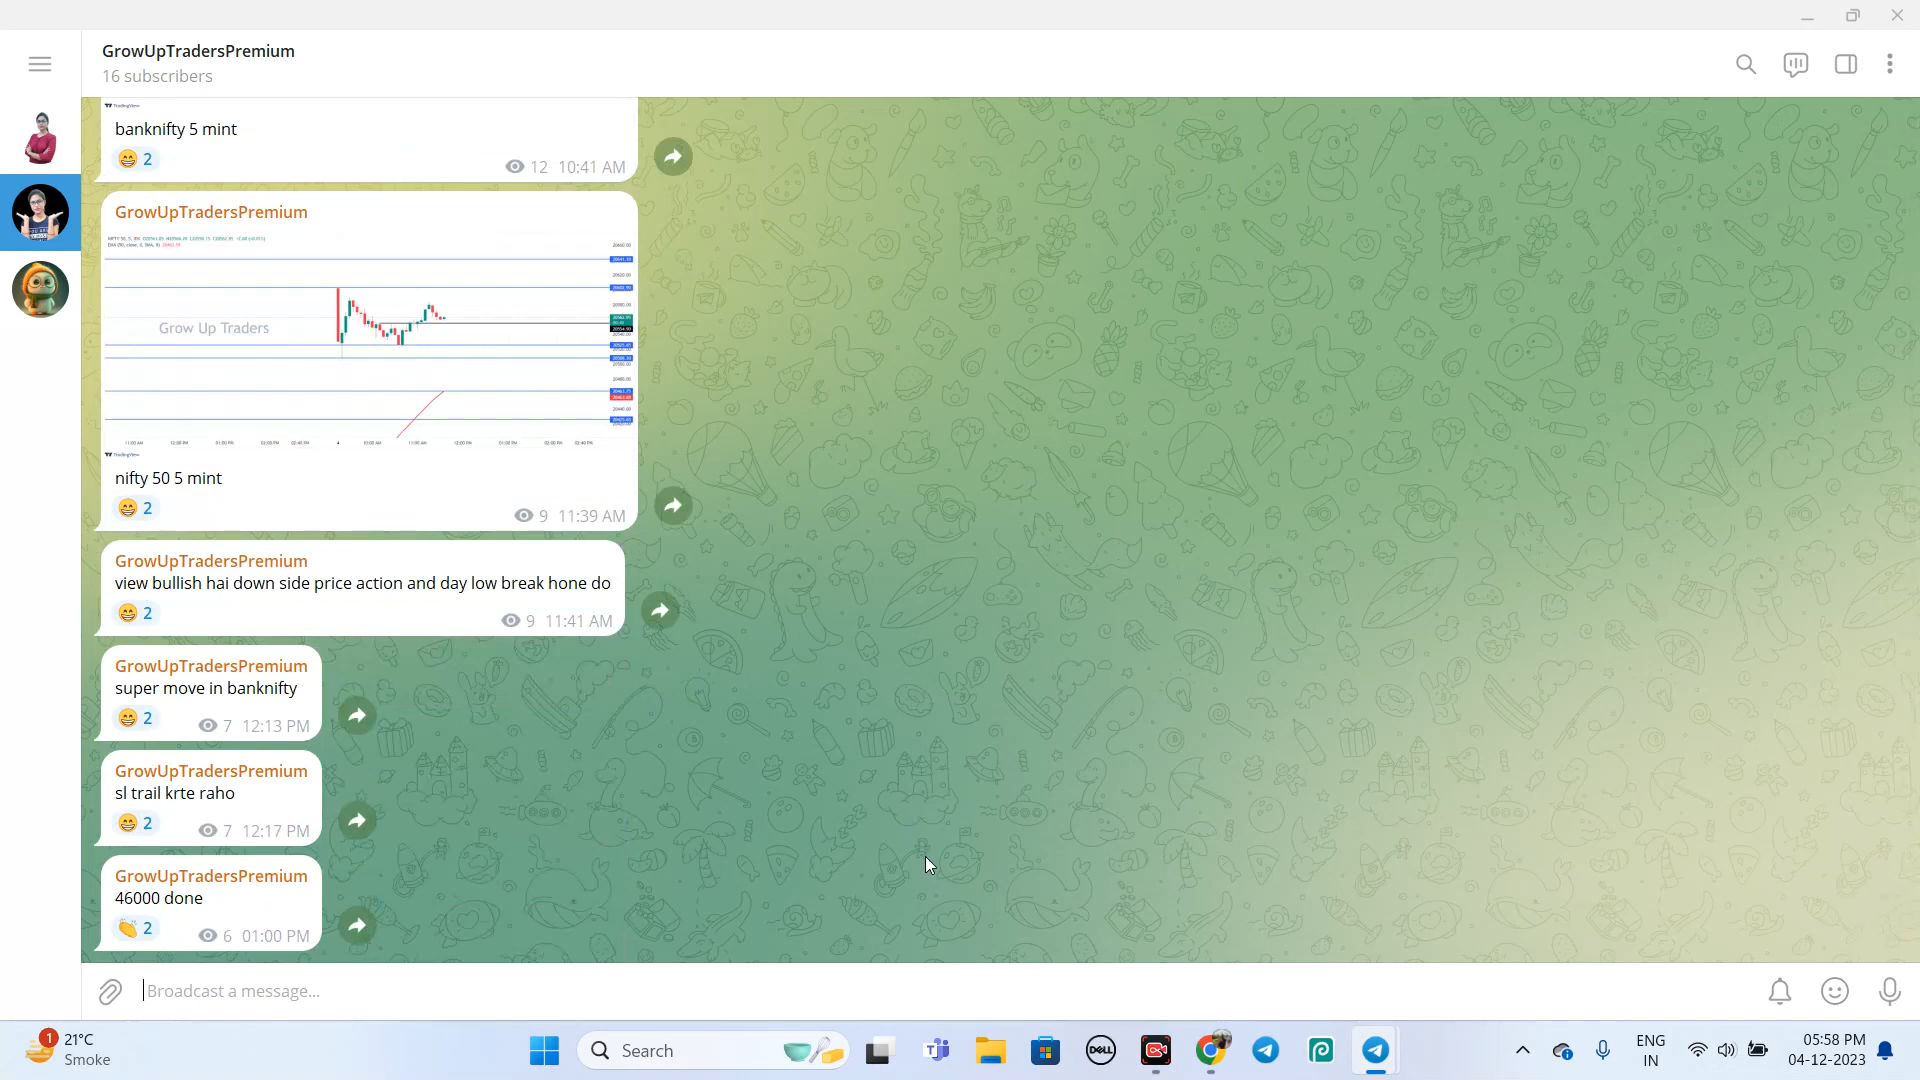 GrowUpTradersPremium
16 subscribers
TradingView
banknifty 5 mint
2
12 10:41 AM
GrowUpTradersPremium
Grow Up Traders
TradingView
nifty 50 5 mint
2
9 11:39 AM
GrowUpTradersPremium
view bullish hai down side price action and day low break hone do
2
9 11:41 AM
GrowUpTradersPremium
super move in banknifty
2
7 12:13 PM
GrowUpTradersPremium
sl trail krte raho
2
7 12:17 PM
GrowUpTradersPremium
46000 done
2
6 01:00 PM
Broadcast a message...
1
21°C
Smoke
Search
DELL
ENG
IN
05:58 PM
04-12-2023